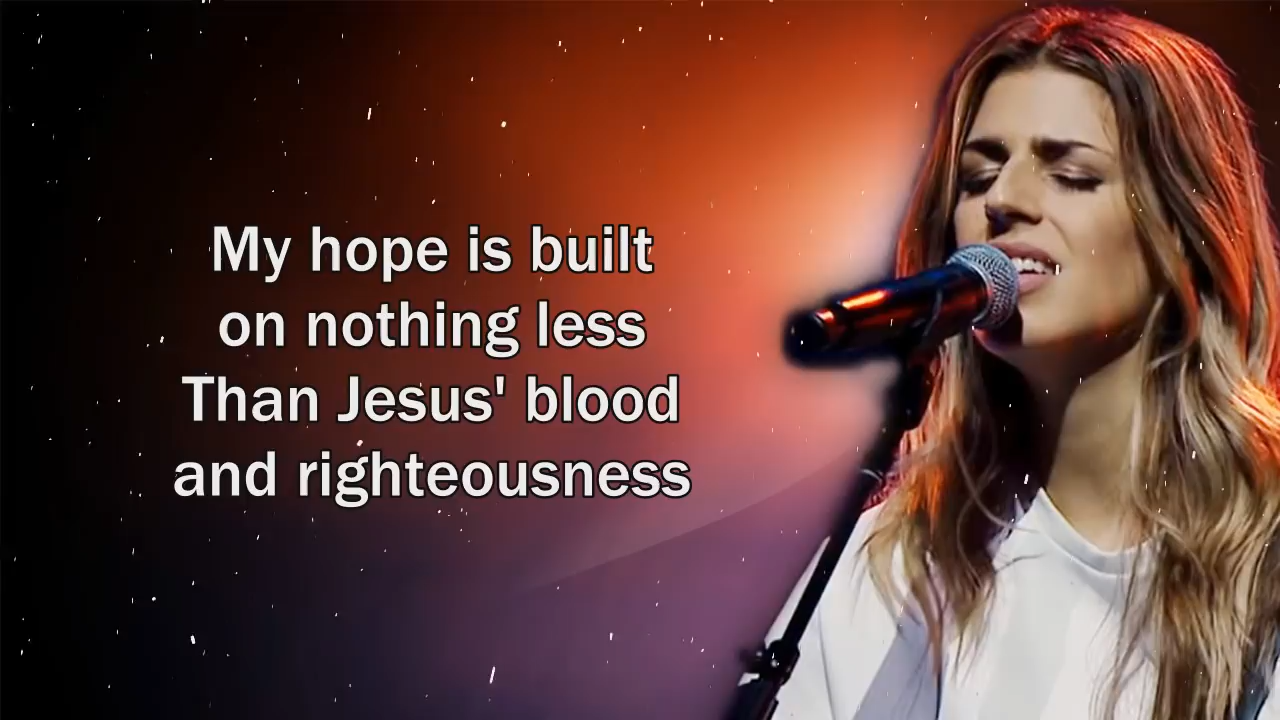 My hope is built
on nothing less
Than Jesus' blood
and righteousness